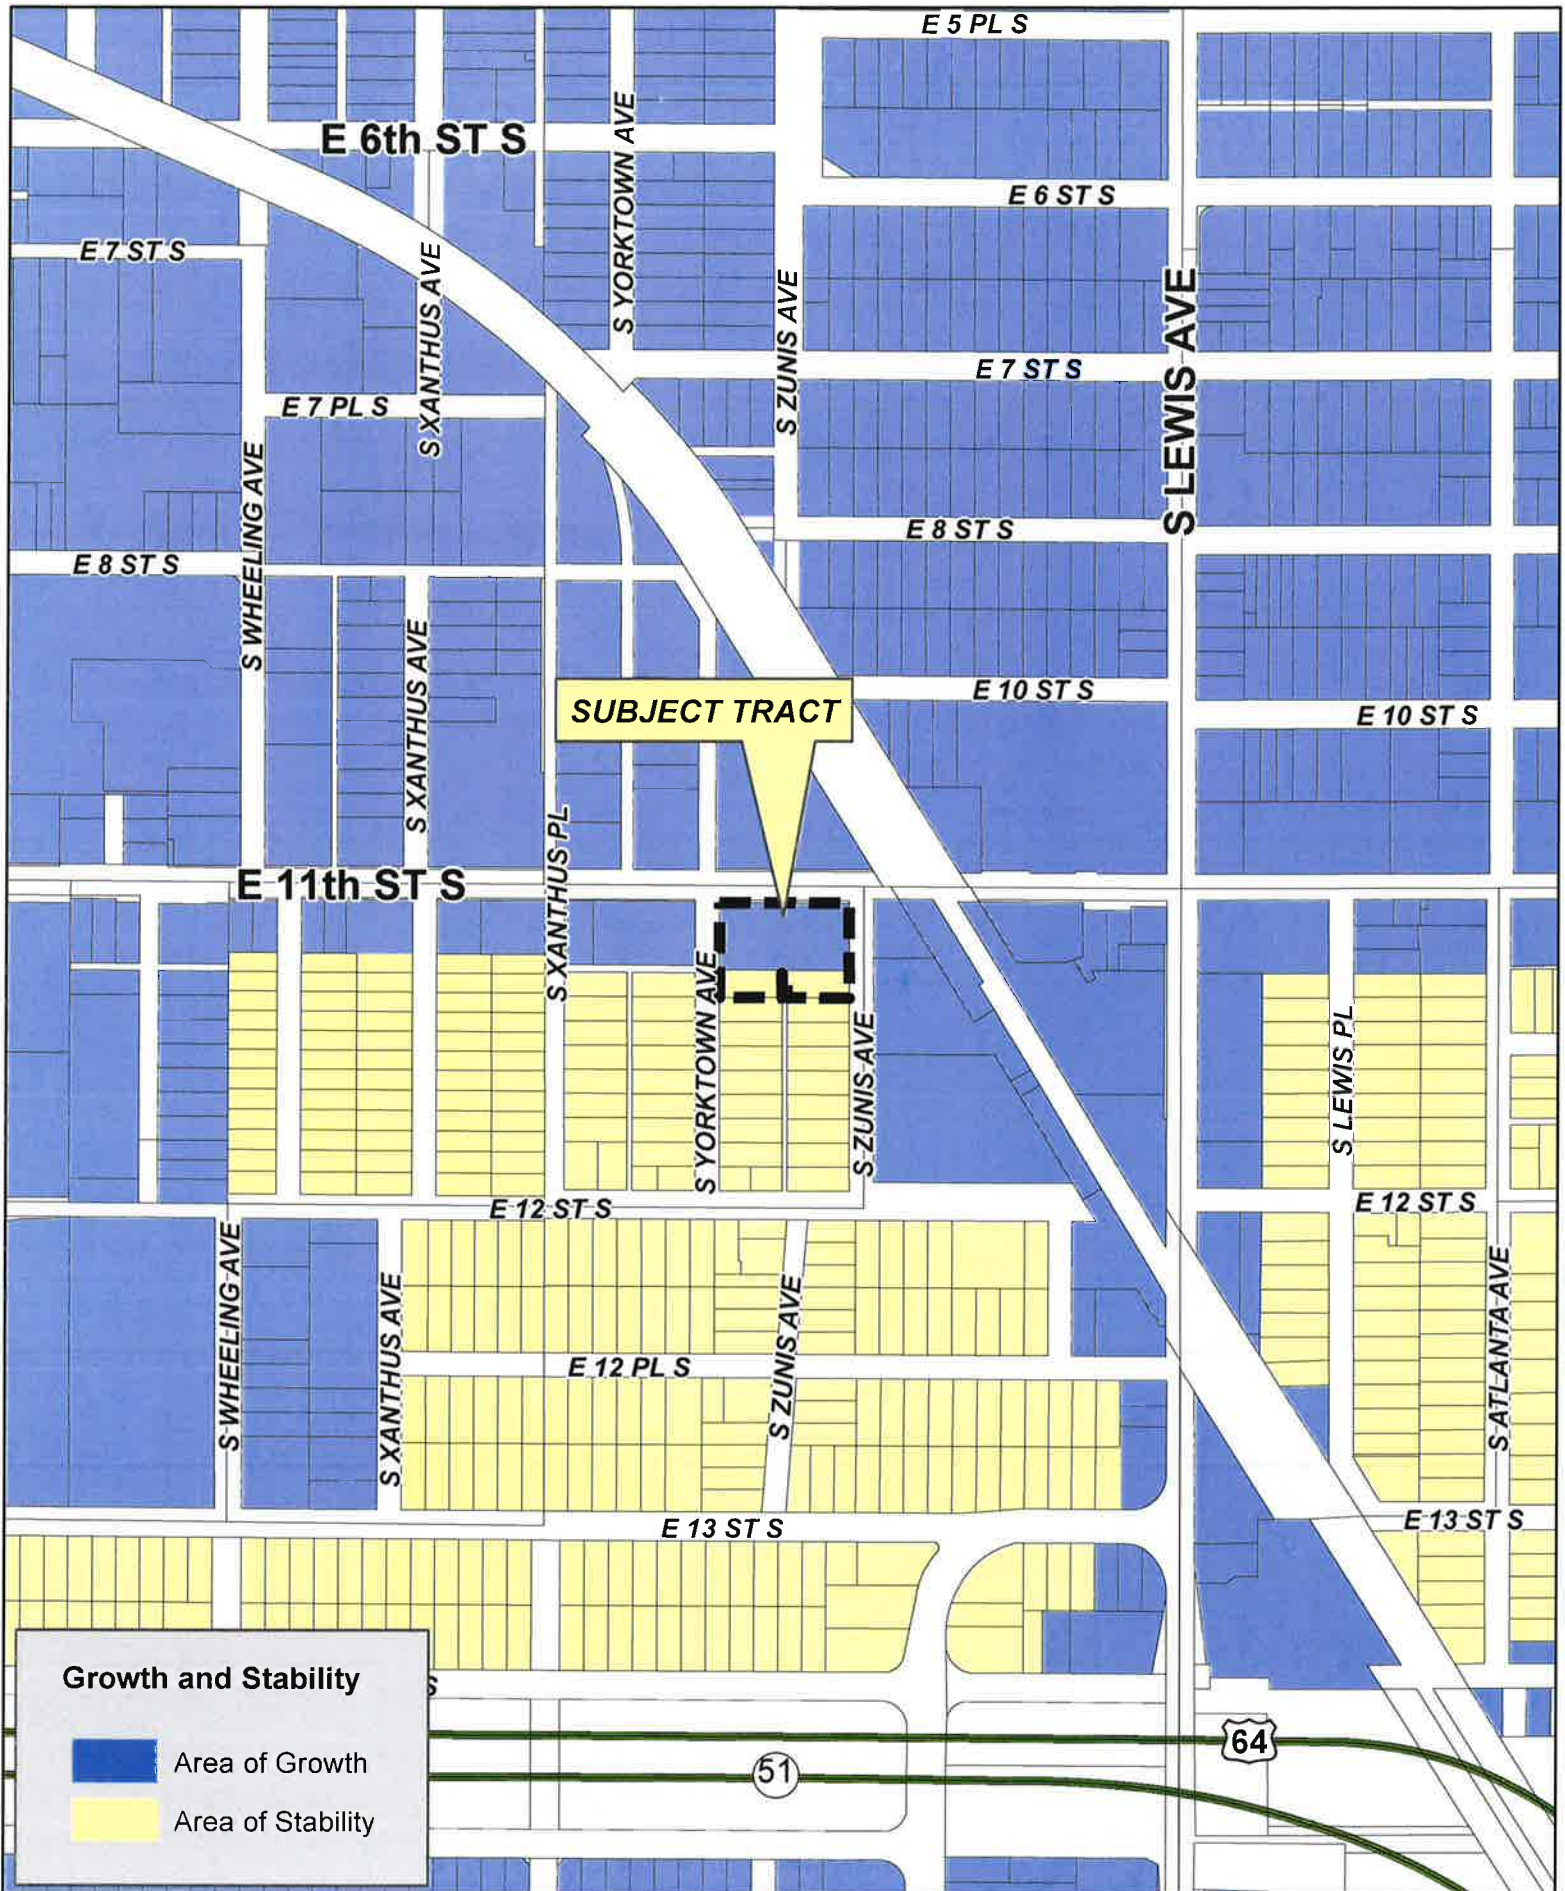 E 5 PL S
E 6th ST S
S YORKTOWN AVE
E 6 ST S
E 7 ST S
S XANTHUS AVE
S ZUNIS AVE
S LEWIS AVE
E 7 ST S
E 7 PL S
S WHEELING AVE
E 8 ST S
E 8 ST S
S XANTHUS AVE
E 10 ST S
SUBJECT TRACT
E 10 ST S
S XANTHUS PL
E 11th ST S
S YORKTOWN AVE
S ZUNIS AVE
S LEWIS PL
E 12 ST S
E 12 ST S
S WHEELING AVE
S XANTHUS AVE
S ZUNIS AVE
S ATLANTA AVE
E 12 PL S
E 13 ST S
E 13 ST S
Growth and Stability
S
Area of Growth
Area of Stability
64
51